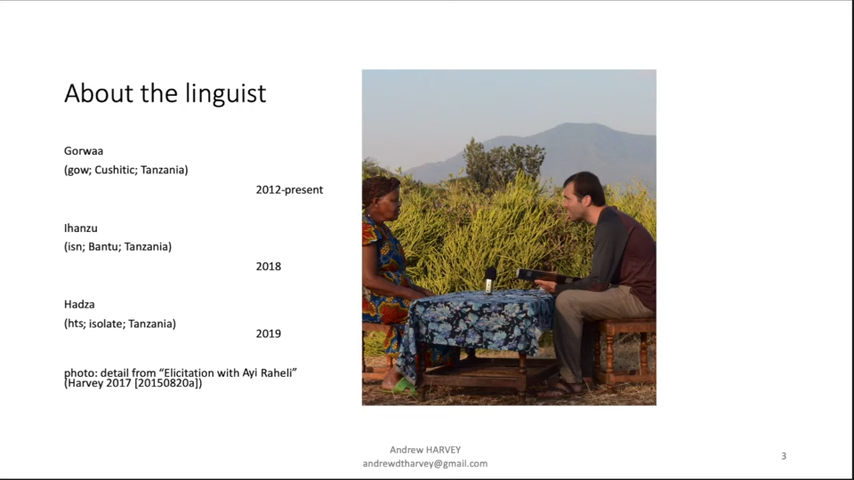 About the linguist
Gorwaa
(gow; Cushitic; Tanzania)
2012-present
Ihanzu
(isn; Bantu; Tanzania)
2018
Hadza
(hts; isolate; Tanzania)
2019
photo: detail from “Elicitation with Ayi Raheli”
(Harvey 2017 [20150820a])
Andrew HARVEY
andrewdtharvey@gmail.com
3